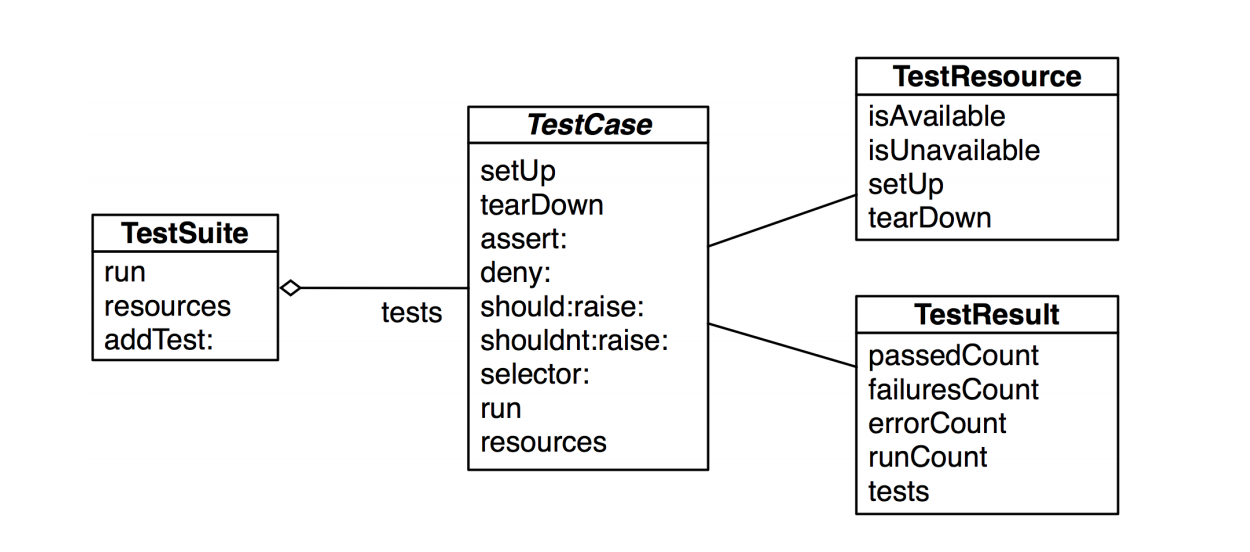 TestSuite
run
resources
addTest:
tests
TestCase
setUp
tearDown
assert:
deny:
should:raise:
shouldnt:raise:
selector:
run
resources
TestResource
isAvailable
isUnavailable
setUp
tearDown
TestResult
passedCount
failuresCount
errorCount
runCount
tests